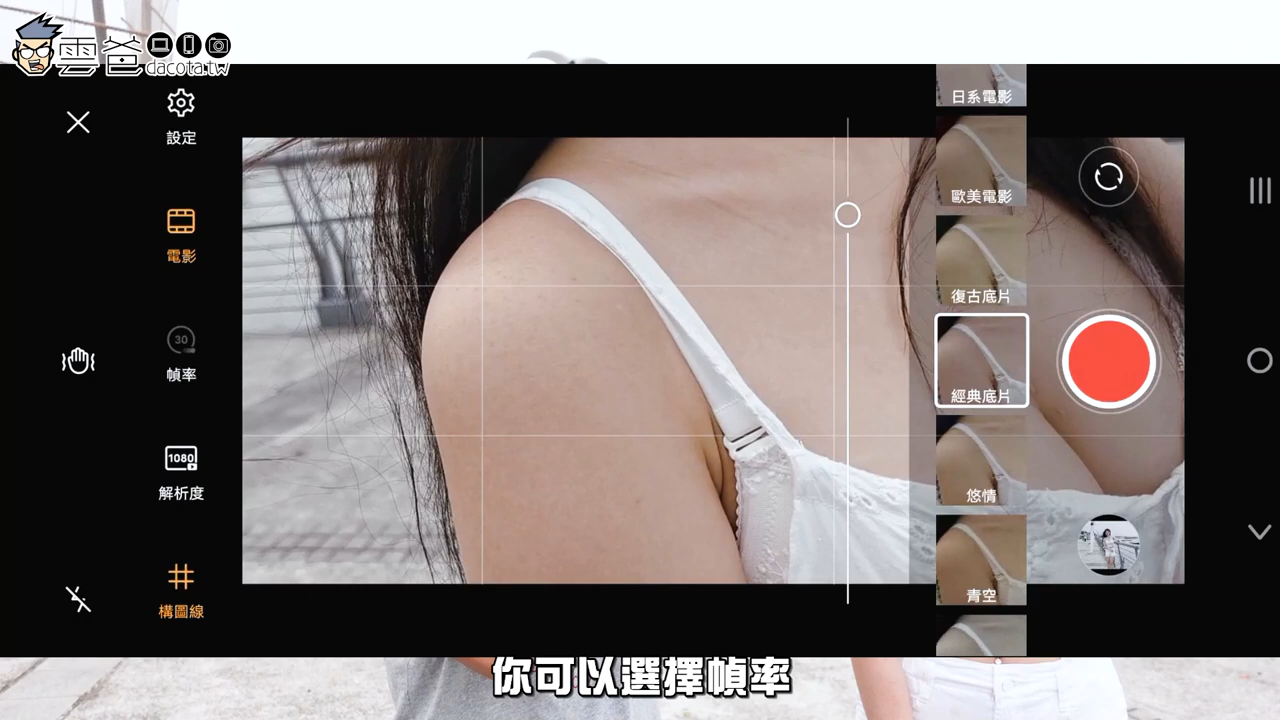 雲爸
dacota.tw
設定
電影
30
幀率
1080
解析度
構圖線
日系電影
歐美電影
復古底片
經典底片
悠情
青空
你可以選擇幀率